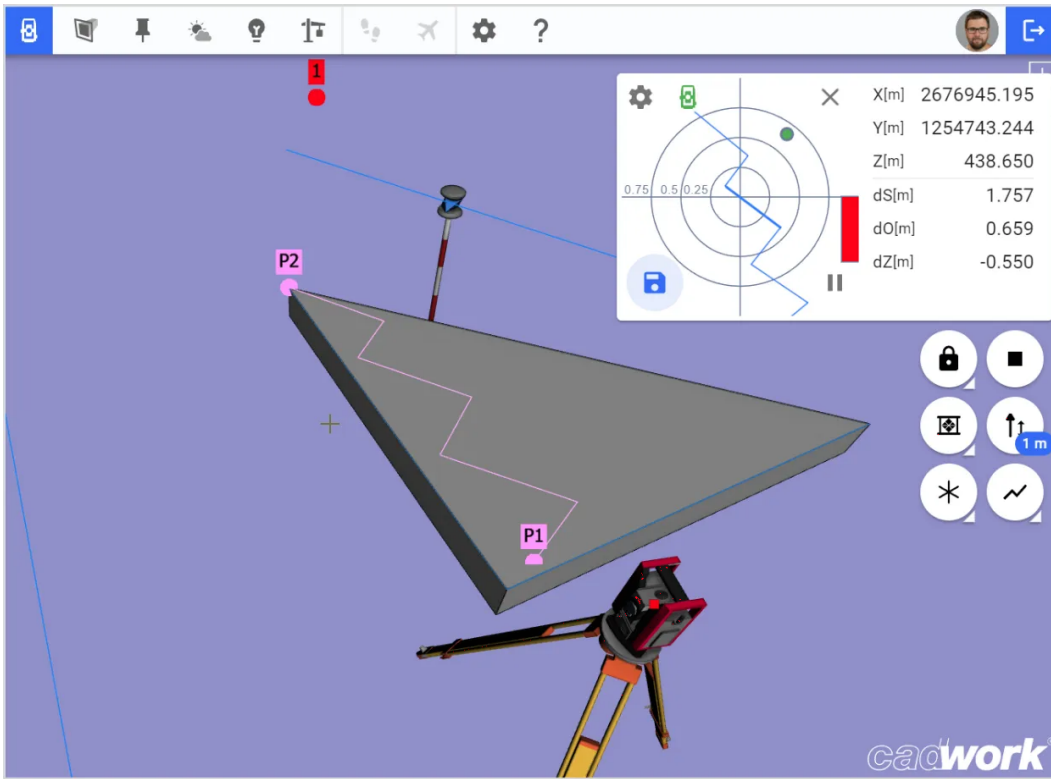 ?
1
X[m] 2676945.195
Y[m] 1254743.244
Z[m] 438.650
0.75 0.5 0.25
dS[m] 1.757
dO[m] 0.659
dZ[m] -0.550
P2
1 m
P1
cadwork